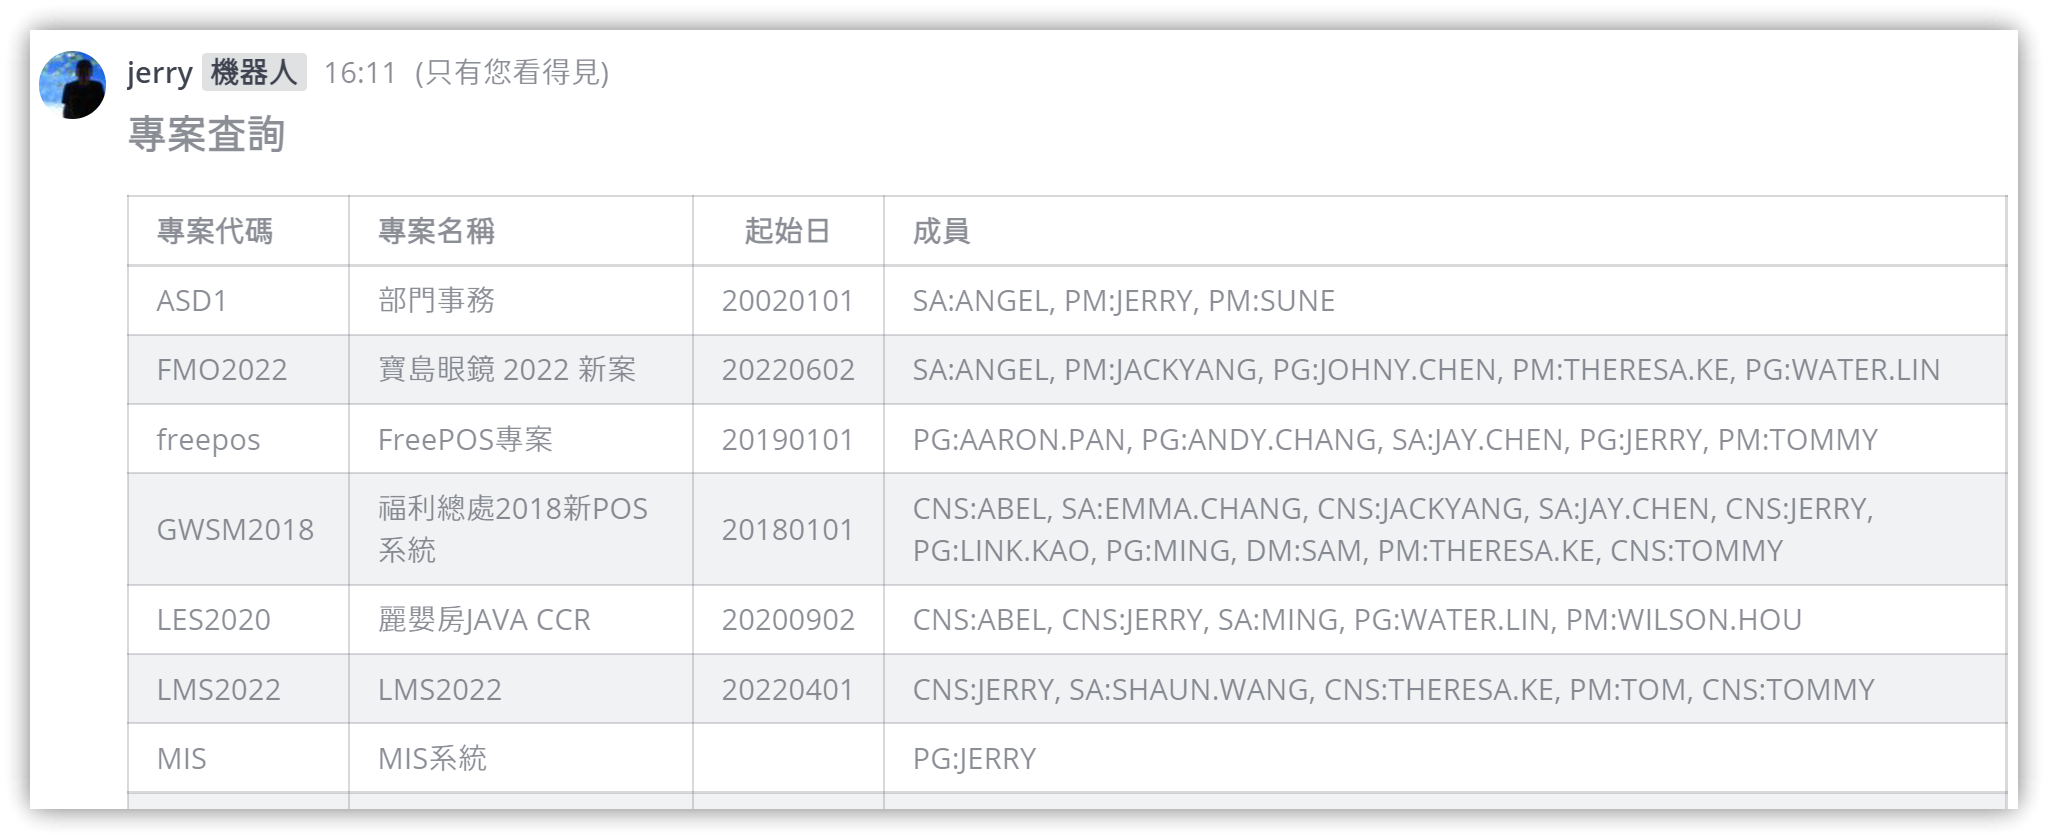 jerry 機器人 16:11 (只有您看得見)
專案查詢
專案代碼 專案名稱 起始日 成員
ASD1 部門事務 20020101 SA:ANGEL, PM:JERRY, PM:SUNE
FMO2022 寶島眼鏡 2022 新案 20220602 SA:ANGEL, PM:JACKYANG, PG:JOHNY.CHEN, PM:THERESA.KE, PG:WATER.LIN
freepos FreePOS專案 20190101 PG:AARON.PAN, PG:ANDY.CHANG, SA:JAY.CHEN, PG:JERRY, PM:TOMMY
GWSM2018 福利總處2018新POS
系統 20180101 CNS:ABEL, SA:EMMA.CHANG, CNS:JACKYANG, SA:JAY.CHEN, CNS:JERRY,
PG:LINK.KAO, PG:MING, DM:SAM, PM:THERESA.KE, CNS:TOMMY
LES2020 麗嬰房JAVA CCR 20200902 CNS:ABEL, CNS:JERRY, SA:MING, PG:WATER.LIN, PM:WILSON.HOU
LMS2022 LMS2022 20220401 CNS:JERRY, SA:SHAUN.WANG, CNS:THERESA.KE, PM:TOM, CNS:TOMMY
MIS MIS系統 PG:JERRY